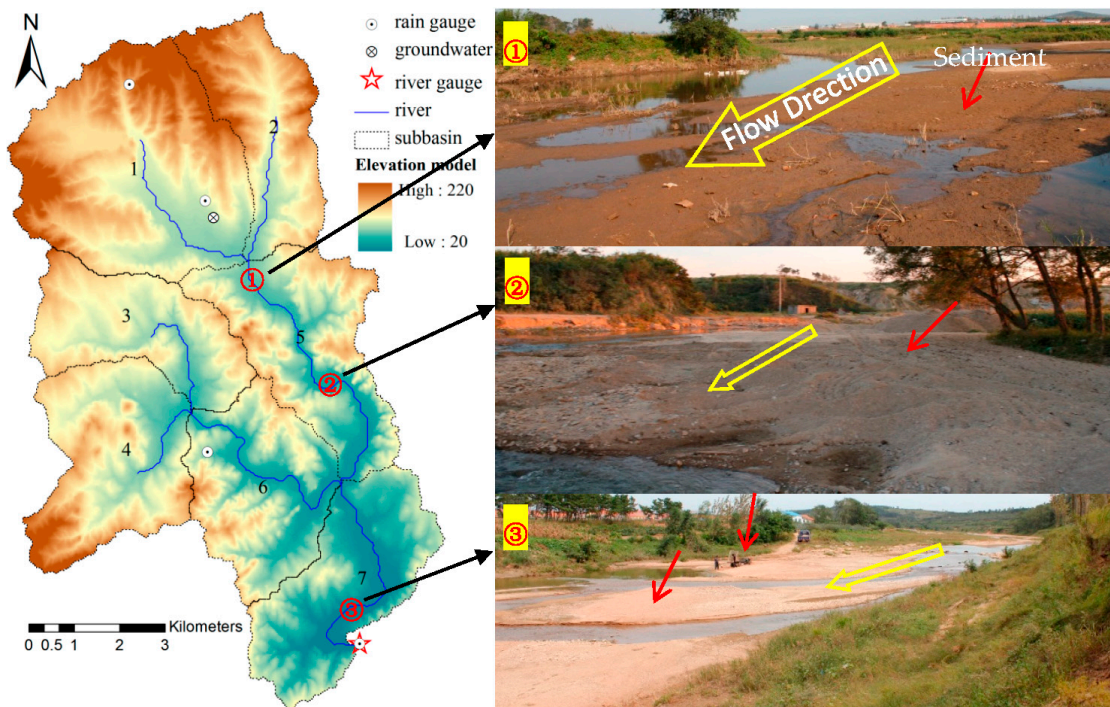 N
rain gauge
groundwater
river gauge
river
subbasin
Elevation model
High : 220
Low : 20
1
2
①
3
5
②
4
6
7
③
Kilometers
0 0.5 1 2 3
①
Sediment
Flow Direction
②
③